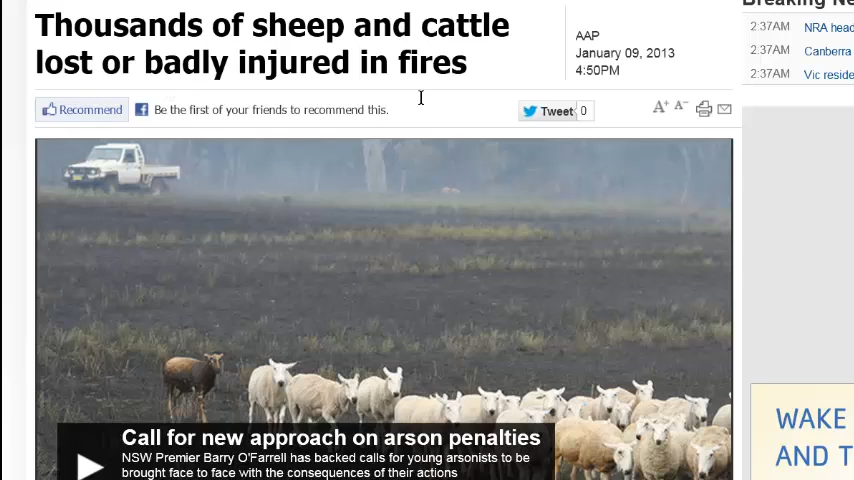 Thousands of sheep and cattle
lost or badly injured in fires
AAP
January 09, 2013
4:50PM
Breaking
2:37AM NRA head
2:37AM Canberra
2:37AM Vic
Recommend
Be the first of your friends to recommend this.
Tweet 0
A+ A-
Call for new approach on arson penalties
NSW Premier Barry O'Farrell has backed calls for young arsonists to be
brought face to face with the consequences of their actions
WAKE
AND T